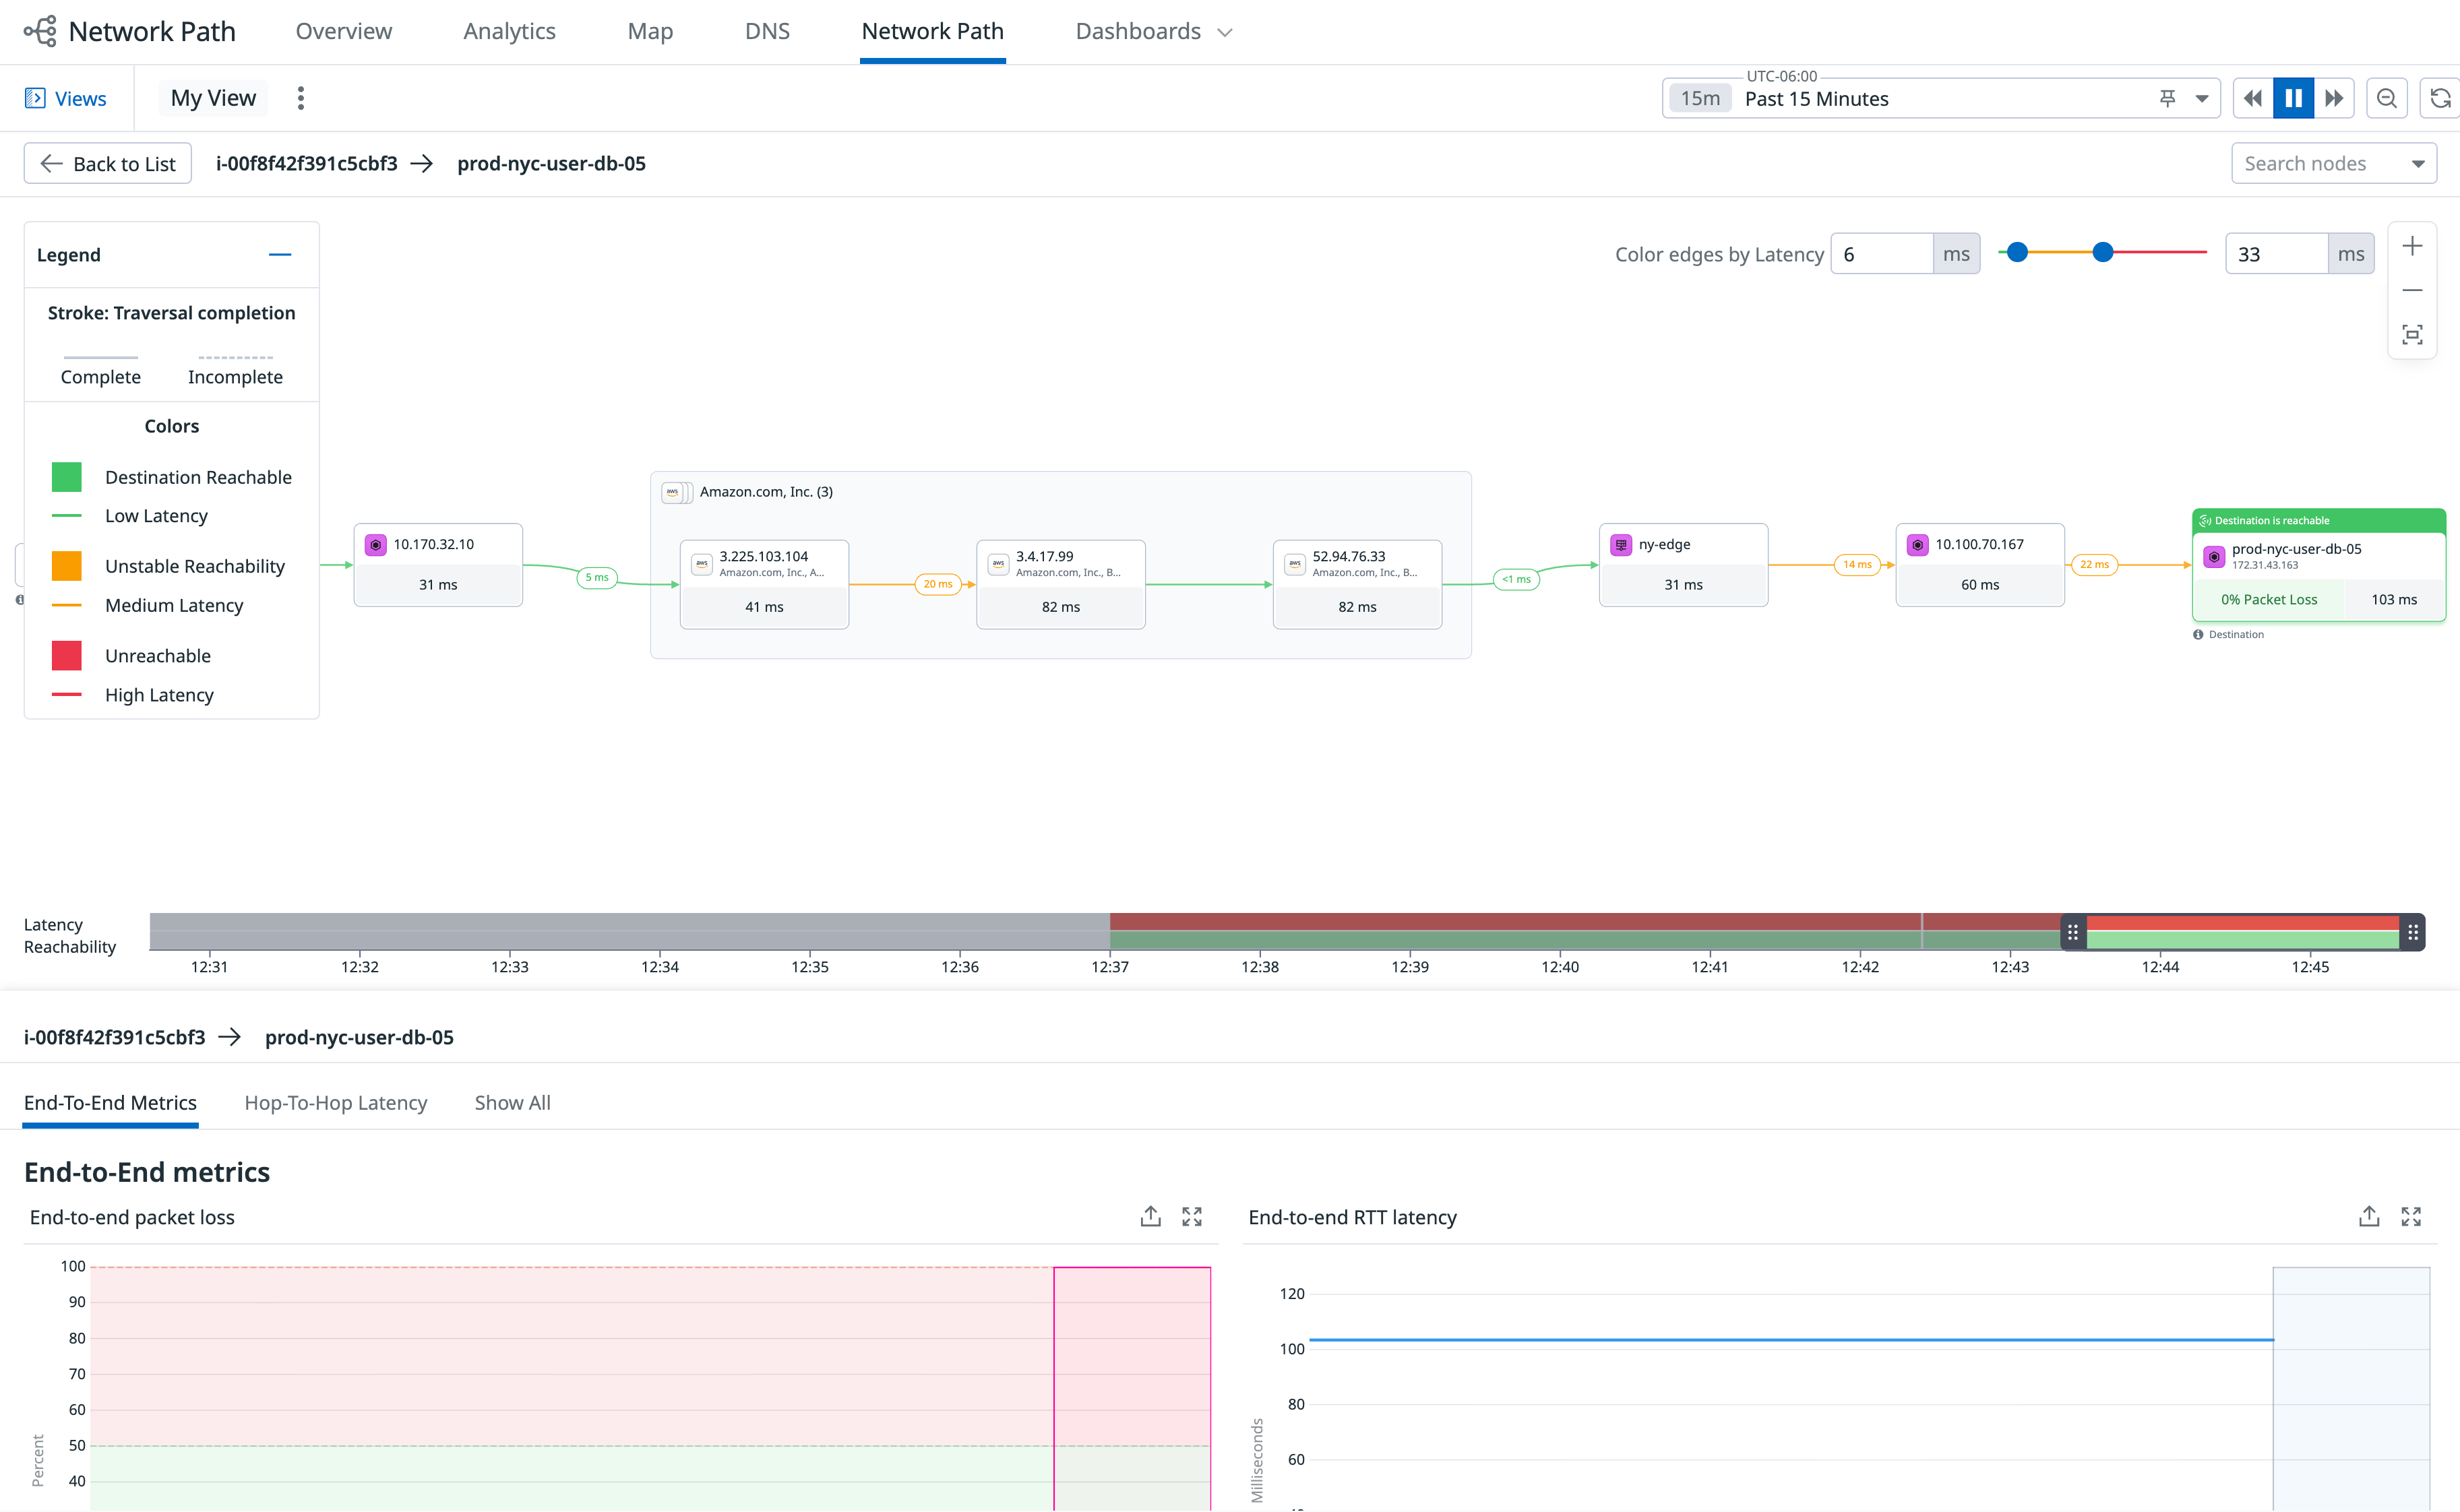 Network Path
Overview
Analytics
Map
DNS
Network Path
Dashboards
Views
My View
UTC-06:00
15m
Past 15 Minutes
Back to List
i-00f8f42f391c5cbf3 → prod-nyc-user-db-05
Search nodes
Legend
Stroke: Traversal completion
Complete
Incomplete
Colors
Destination Reachable
Low Latency
Unstable Reachability
Medium Latency
Unreachable
High Latency
Color edges by Latency
6
ms
33
ms
10.170.32.10
31 ms
5 ms
Amazon.com, Inc. (3)
aws
3.225.103.104
Amazon.com, Inc., A...
41 ms
20 ms
aws
3.4.17.99
Amazon.com, Inc., B...
82 ms
aws
52.94.76.33
Amazon.com, Inc., B...
82 ms
<1 ms
ny-edge
31 ms
14 ms
10.100.70.167
60 ms
22 ms
Destination is reachable
prod-nyc-user-db-05
172.31.43.163
0% Packet Loss
103 ms
Destination
Latency
Reachability
12:31
12:32
12:33
12:34
12:35
12:36
12:37
12:38
12:39
12:40
12:41
12:42
12:43
12:44
12:45
i-00f8f42f391c5cbf3 → prod-nyc-user-db-05
End-To-End Metrics
Hop-To-Hop Latency
Show All
End-to-End metrics
End-to-end packet loss
100
90
80
70
60
50
40
Percent
End-to-end RTT latency
120
100
80
60
Milliseconds